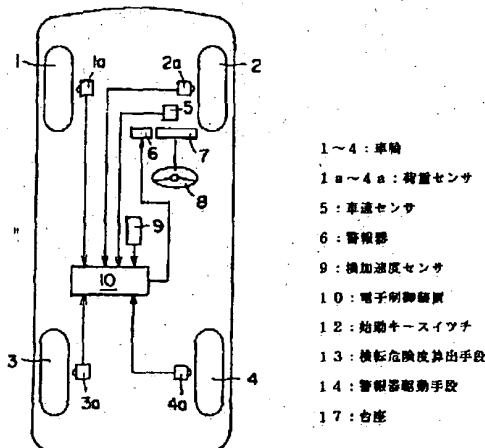 1
1a
2a
2
5
6
7
8
9
10
3
3a
4a
4
1～4：車輪
1a～4a：荷重センサ
5：車速センサ
6：警報器
9：横加速度センサ
10：電子制御装置
12：始動キースイツチ
13：横転危険度算出手段
14：警報器駆動手段
17：台座